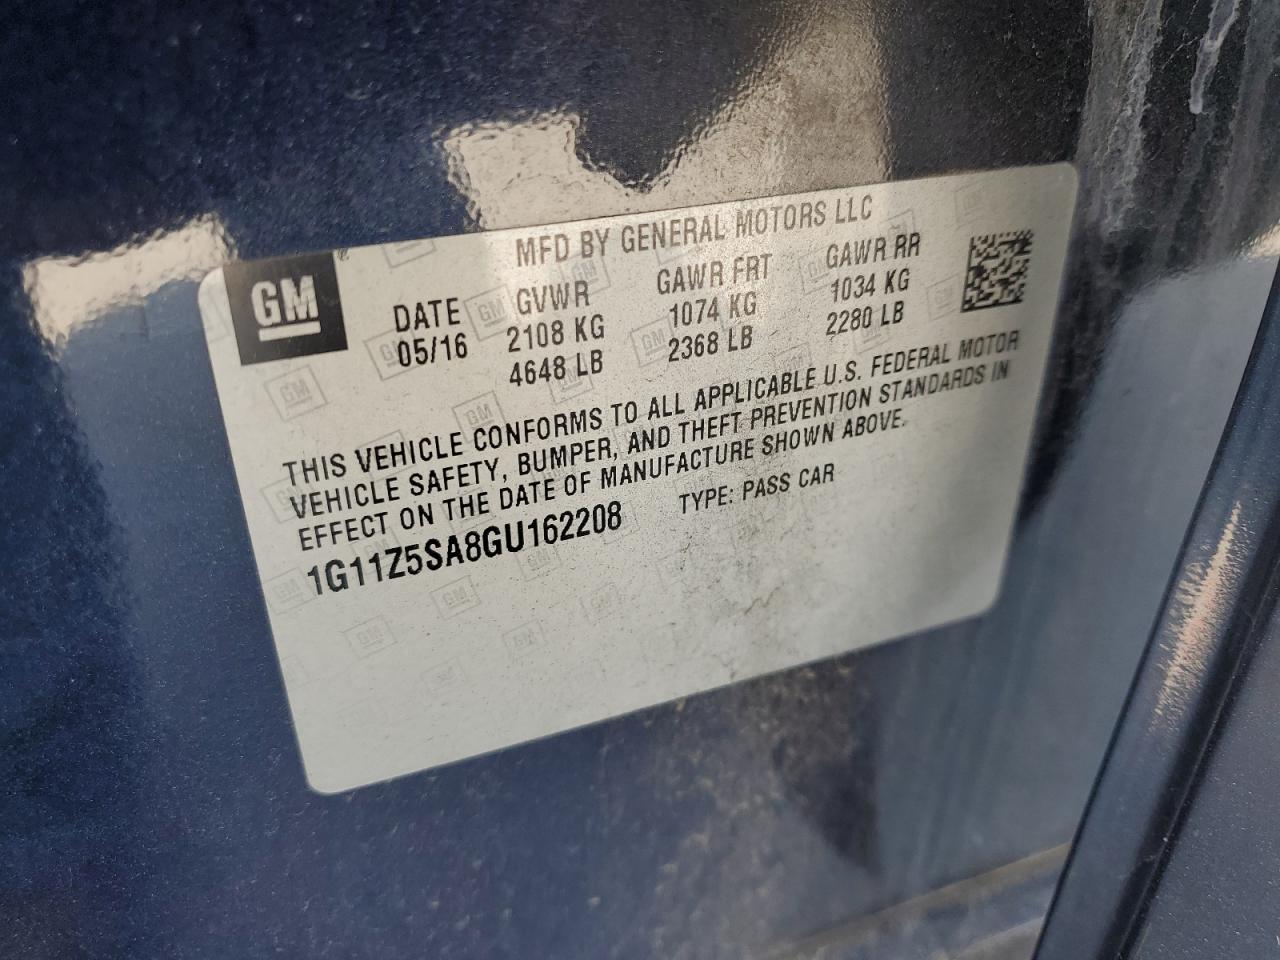 GM
MFD BY GENERAL MOTORS LLC
DATE GVWR GAWR FRT GAWR RR
05/16 2108 KG 1074 KG 1034 KG
4648 LB 2368 LB 2280 LB
THIS VEHICLE CONFORMS TO ALL APPLICABLE U.S. FEDERAL MOTOR
VEHICLE SAFETY, BUMPER, AND THEFT PREVENTION STANDARDS IN
EFFECT ON THE DATE OF MANUFACTURE SHOWN ABOVE.
1G11Z5SA8GU162208 TYPE: PASS CAR